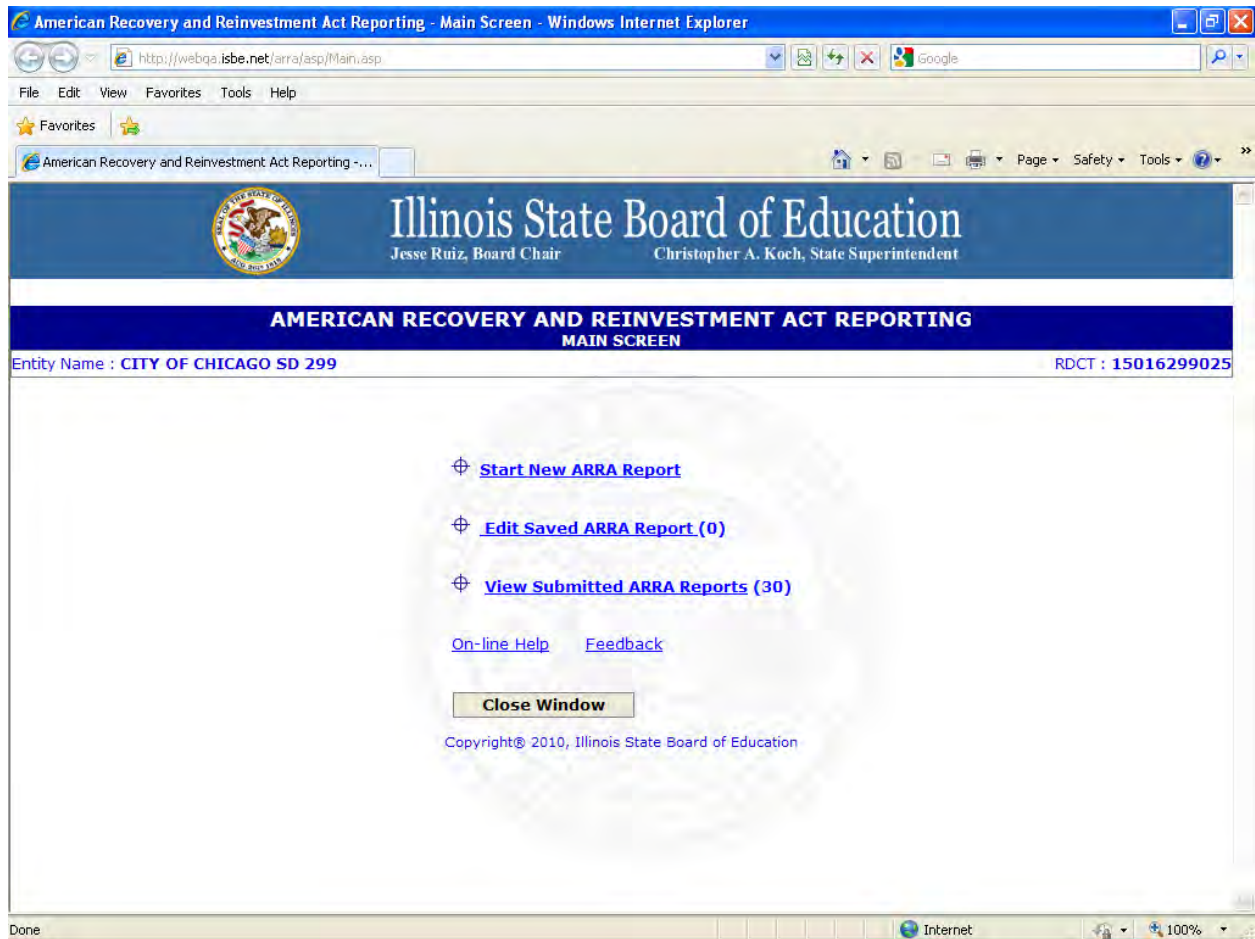 American Recovery and Reinvestment Act Reporting - Main Screen - Windows Internet Explorer
http://webqa.isbe.net/arra/asp/Main.asp
Google
File Edit View Favorites Tools Help
Favorites
American Recovery and Reinvestment Act Reporting -...
Page Safety Tools
Illinois State Board of Education
Jesse Ruiz, Board Chair Christopher A. Koch, State Superintendent
AMERICAN RECOVERY AND REINVESTMENT ACT REPORTING
MAIN SCREEN
Entity Name : CITY OF CHICAGO SD 299 RDCT : 15016299025
Start New ARRA Report
Edit Saved ARRA Report (0)
View Submitted ARRA Reports (30)
On-line Help Feedback
Close Window
Copyright® 2010, Illinois State Board of Education
Done Internet 100%